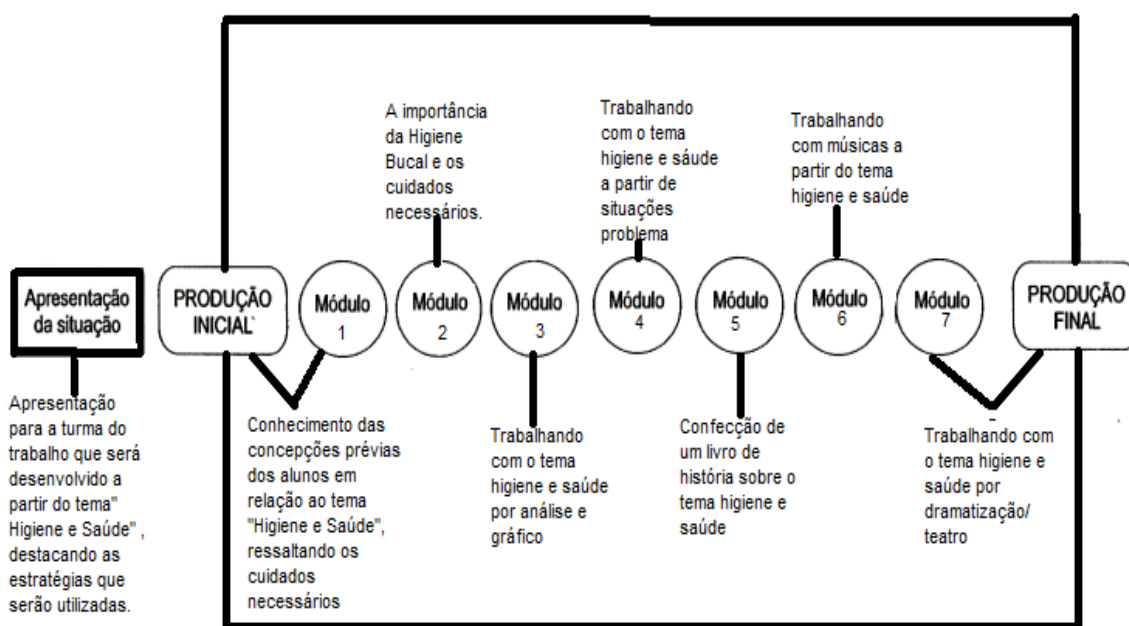 A importância
da Higiene
Bucal e os
cuidados
necessários.
Trabalhando
com o tema
higiene e sáude
a partir de
situações
problema
Trabalhando
com músicas a
partir do tema
higiene e saúde
Apresentação
da situação
PRODUÇÃO
INICIAL
Módulo
1
Módulo
2
Módulo
3
Módulo
4
Módulo
5
Módulo
6
Módulo
7
PRODUÇÃO
FINAL
Apresentação
para a turma do
trabalho que será
desenvolvido a
partir do tema"
Higiene e Saúde" ,
destacando as
estratégias que
serão utilizadas.
Conhecimento das
concepções prévias
dos alunos em
relação ao tema
"Higiene e Saúde",
ressaltando os
cuidados
necessários
Trabalhando
com o tema
higiene e saúde
por análise e
gráfico
Confecção de
um livro de
história sobre o
tema higiene e
saúde
Trabalhando com
o tema higiene e
saúde por
dramatização/
teatro